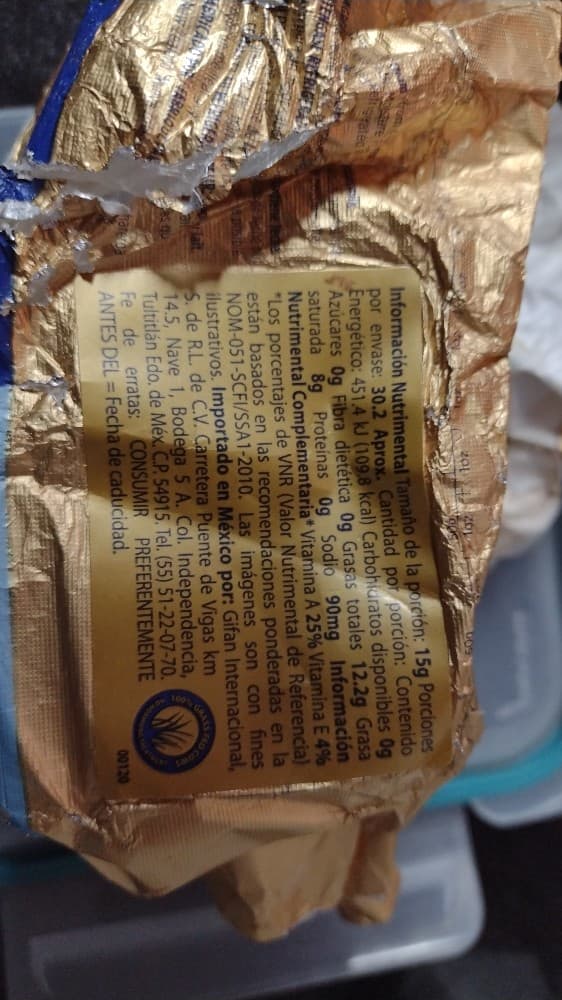 Información Nutrimental Tamaño de la porción: 15g Porciones
por envase: 30.2 Aprox. Cantidad por porción: Contenido
Energético: 451.4 kJ (109.8 kcal) Carbohidratos disponibles 0g
Azúcares 0g Fibra dietética 0g Grasas totales 12.2g Grasa
saturada 8g Proteínas 0g Sodio 90mg Información
Nutrimental Complementaria* Vitamina A 25% Vitamina E 4%
*Los porcentajes de VNR (Valor Nutrimental de Referencia)
están basados en las recomendaciones ponderadas en la
NOM-051-SCFI/SSA1-2010. Las imágenes son con fines
ilustrativos. Importado en México por: Gifan Internacional,
S. de R.L. de C.V. Carretera Puente de Vigas km
14.5, Nave 1, Bodega 5 A. Col. Independencia,
Tultitlán Edo. de Méx. C.P. 54915. Tel. (55) 51-22-07-70.
Fe de erratas: CONSUMIR PREFERENTEMENTE
ANTES DEL = Fecha de caducidad.
100% GRASS-FED COWS
00120